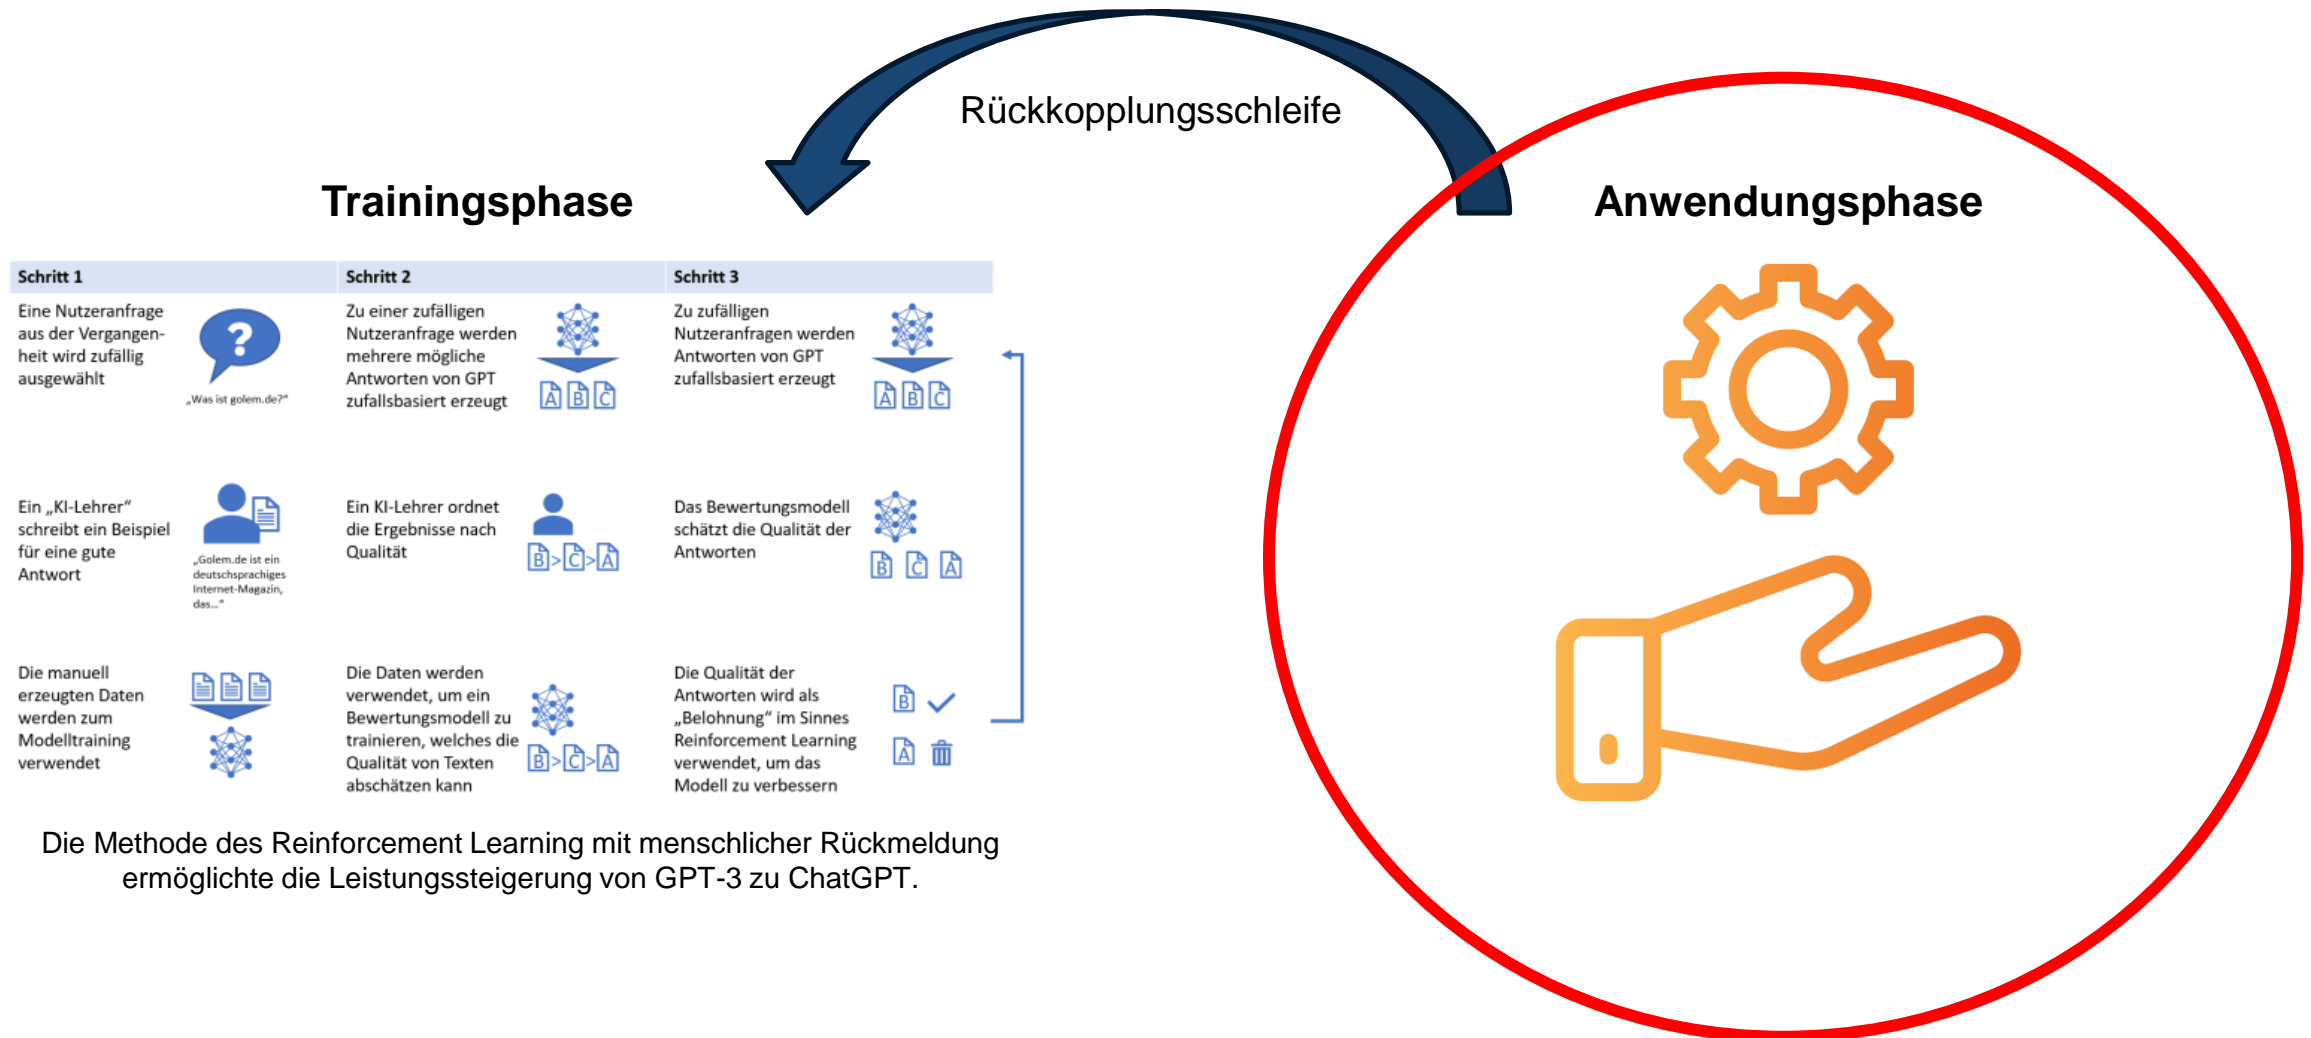 Rückkopplungsschleife
Trainingsphase
Anwendungsphase
Schritt 1
Schritt 2
Schritt 3
Eine Nutzeranfrage
aus der Vergangen-
heit wird zufällig
ausgewählt
?
„Was ist golem.de?"
Zu einer zufälligen
Nutzeranfrage werden
mehrere mögliche
Antworten von GPT
zufallsbasiert erzeugt
A B C
Zu zufälligen
Nutzeranfragen werden
Antworten von GPT
zufallsbasiert erzeugt
A B C
Ein „KI-Lehrer"
schreibt ein Beispiel
für eine gute
Antwort
„Golem.de ist ein
deutschsprachiges
Internet-Magazin,
das..."
Ein KI-Lehrer ordnet
die Ergebnisse nach
Qualität
B>C>A
Das Bewertungsmodell
schätzt die Qualität der
Antworten
B C A
Die manuell
erzeugten Daten
werden zum
Modelltraining
verwendet
Die Daten werden
verwendet, um ein
Bewertungsmodell zu
trainieren, welches die
Qualität von Texten
abschätzen kann
B>C>A
Die Qualität der
Antworten wird als
„Belohnung" im Sinnes
Reinforcement Learning
verwendet, um das
Modell zu verbessern
B
A
Die Methode des Reinforcement Learning mit menschlicher Rückmeldung
ermöglichte die Leistungssteigerung von GPT-3 zu ChatGPT.